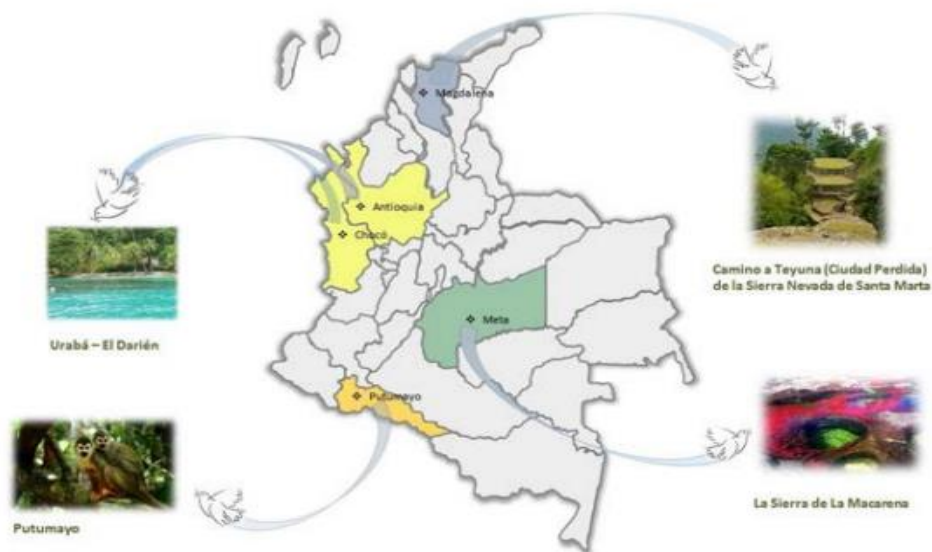 Magdalena
Antioquia
Chocó
Camino a Teyuna (Ciudad Perdida)
de la Sierra Nevada de Santa Marta
Urabá – El Darién
Meta
Putumayo
Putumayo
La Sierra de La Macarena